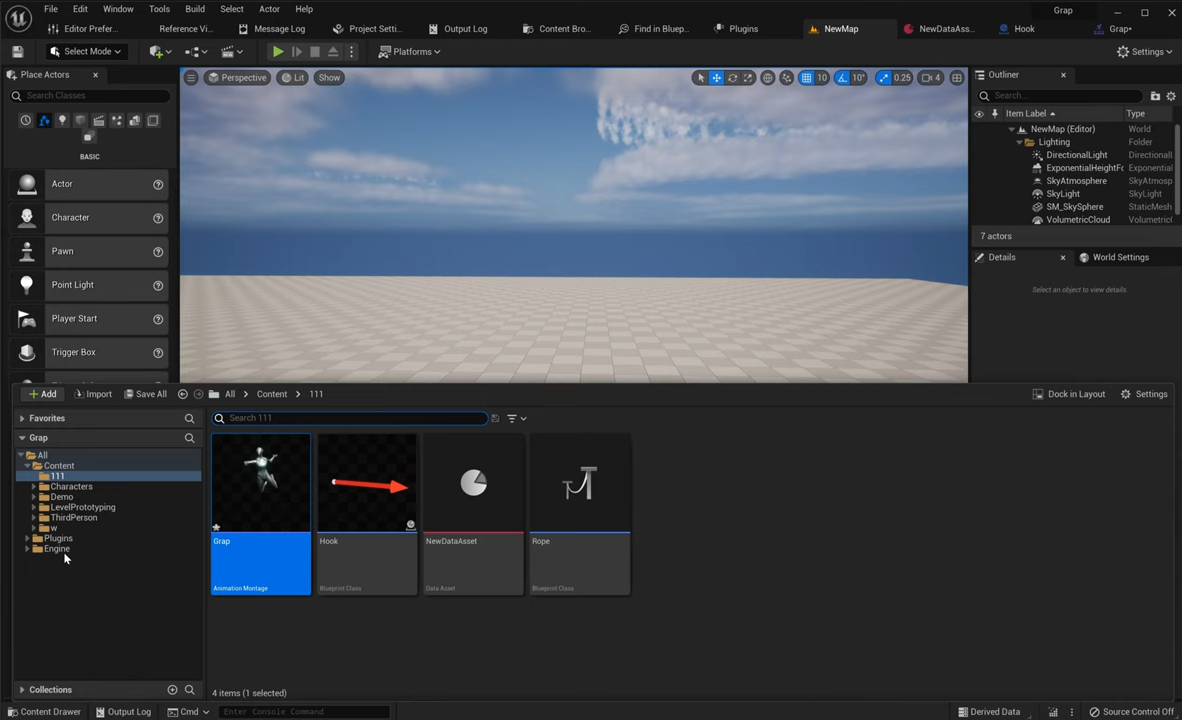 File Edit Window Tools Build Select Actor Help Grap
Editor Prefer... Reference Vi... Message Log Project Setti... Output Log Content Bro... Find in Bluep... Plugins NewMap NewDataAss... Hook Grap•
Select Mode Platforms Settings
Place Actors
Search Classes
BASIC
Actor
Character
Pawn
Point Light
Player Start
Trigger Box
Perspective Lit Show 10 10° 0.25 4
Outliner
Search...
Item Label Type
NewMap (Editor) World
Lighting Folder
DirectionalLight Directional
ExponentialHeightFo Exponential
SkyAtmosphere SkyAtmosp
SkyLight SkyLight
SM_SkySphere StaticMesh
VolumetricCloud Volumetric
7 actors
Details World Settings
Select an object to view details.
Add Import Save All All Content 111 Dock in Layout Settings
Favorites
Grap
All
Content
111
Characters
Demo
LevelPrototyping
ThirdPerson
w
Plugins
Engine
Collections
Search 111
Grap
Animation Montage
Hook
Blueprint Class
NewDataAsset
Data Asset
Rope
Blueprint Class
4 items (1 selected)
Content Drawer Output Log Cmd Enter Console Command Derived Data Source Control Off